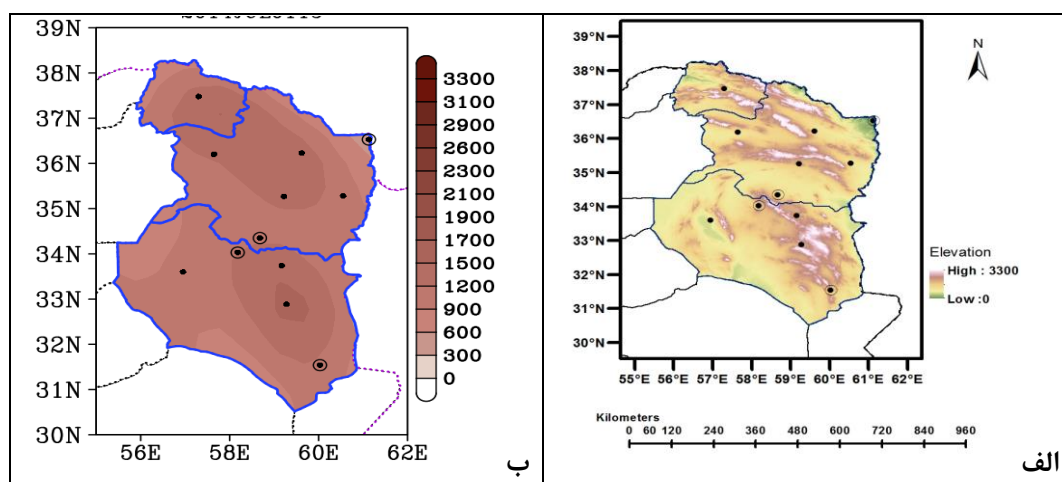 39N
38N
37N
36N
35N
34N
33N
32N
31N
30N
56E 58E 60E 62E
3300
3100
2900
2600
2300
2100
1900
1700
1500
1200
900
600
300
0
ب
39°N
38°N
37°N
36°N
35°N
34°N
33°N
32°N
31°N
30°N
55°E 56°E 57°E 58°E 59°E 60°E 61°E 62°E
N
Elevation
High : 3300
Low :0
Kilometers
0 60 120 240 360 480 600 720 840 960
الف